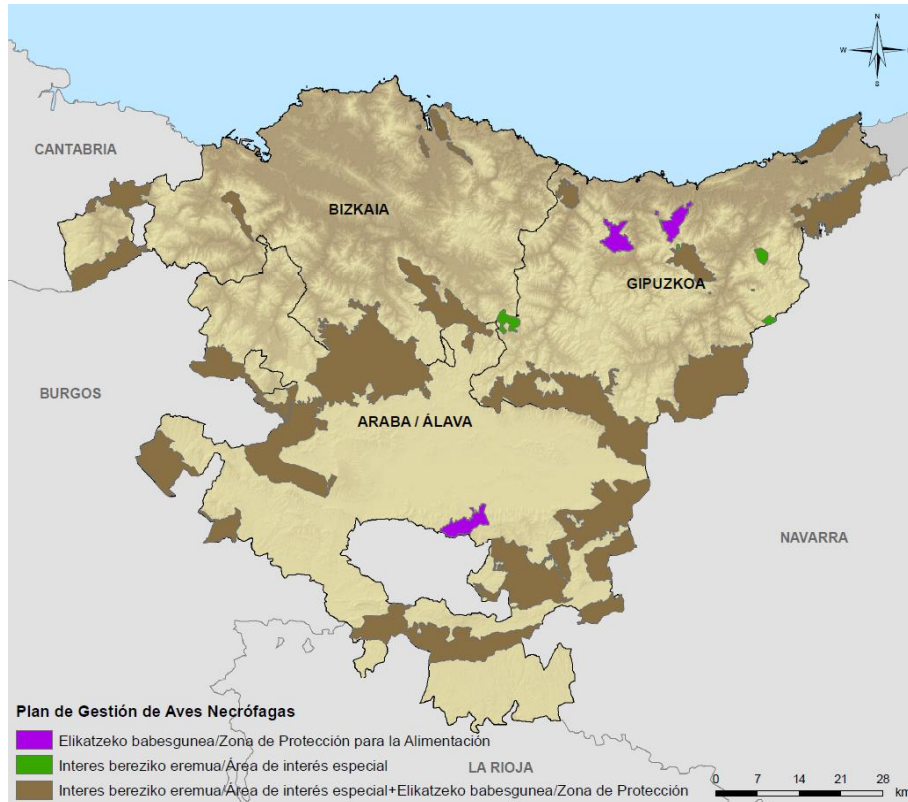 N
W
S
CANTABRIA
BIZKAIA
GIPUZKOA
BURGOS
ARABA / ÁLAVA
NAVARRA
Plan de Gestión de Aves Necrófagas
Elikatzeko babesgunea/Zona de Protección para la Alimentación
Interes bereziko eremua/Área de interés especial
LA RIOJA
Interes bereziko eremua/Área de interés especial+Elikatzeko babesgunea/Zona de Protección
0 7 14 21 28
km